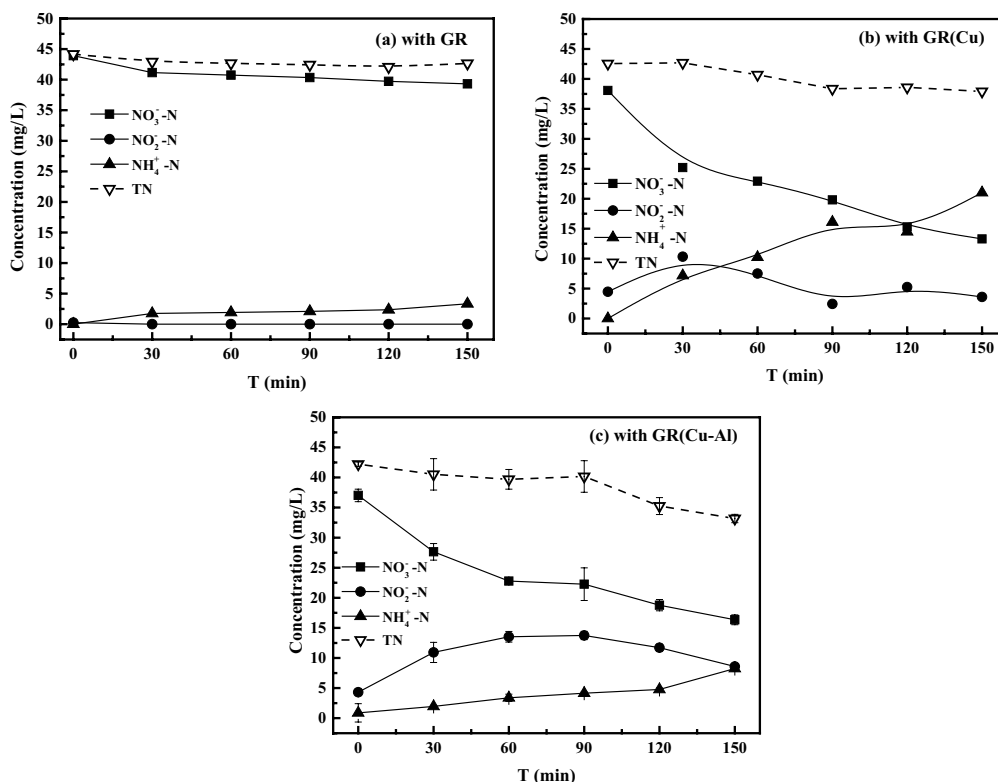 50
45
40
35
30
25
20
15
10
5
0
Concentration (mg/L)
(a) with GR
NO₃⁻-N
NO₂⁻-N
NH₄⁺-N
TN
0 30 60 90 120 150
T (min)
50
45
40
35
30
25
20
15
10
5
0
Concentration (mg/L)
(b) with GR(Cu)
NO₃⁻-N
NO₂⁻-N
NH₄⁺-N
TN
0 30 60 90 120 150
T (min)
50
45
40
35
30
25
20
15
10
5
0
Concentration (mg/L)
(c) with GR(Cu-Al)
NO₃⁻-N
NO₂⁻-N
NH₄⁺-N
TN
0 30 60 90 120 150
T (min)